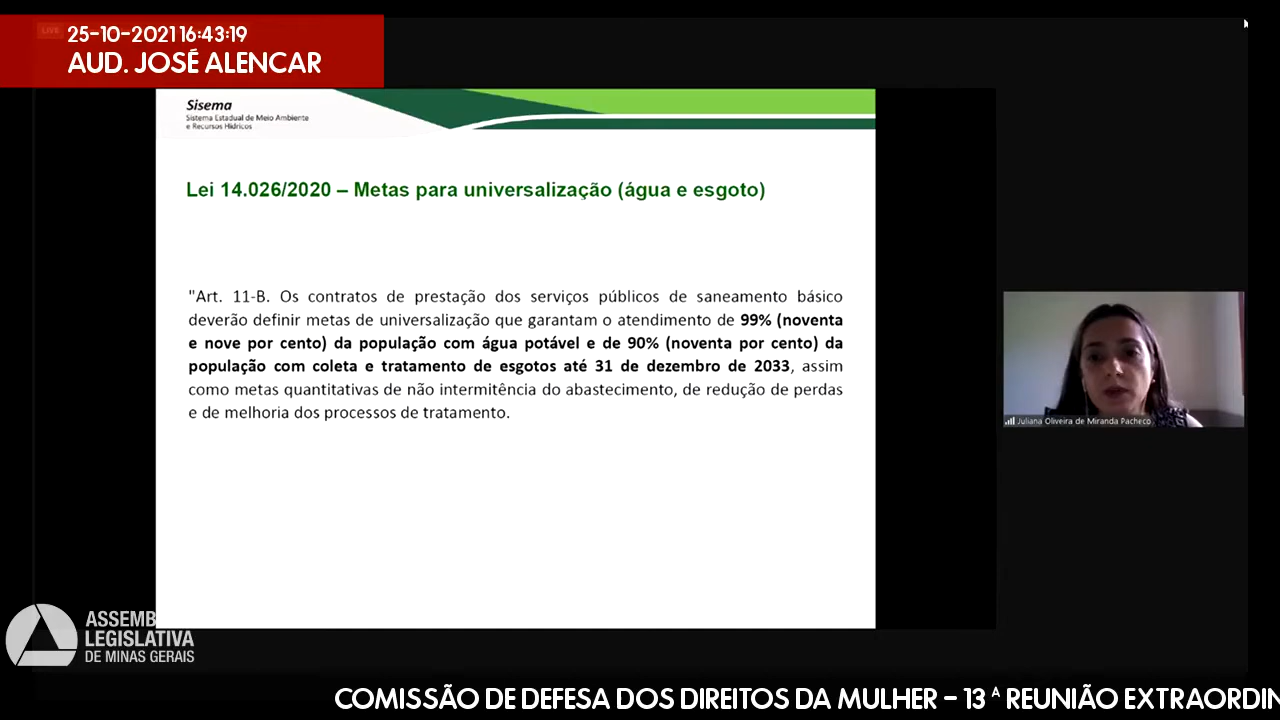 LIVE
25-10-2021 16:43:19
AUD. JOSÉ ALENCAR
Sisema
Sistema Estadual de Meio Ambiente
e Recursos Hídricos
Lei 14.026/2020 – Metas para universalização (água e esgoto)
"Art. 11-B. Os contratos de prestação dos serviços públicos de saneamento básico
deverão definir metas de universalização que garantam o atendimento de 99% (noventa
e nove por cento) da população com água potável e de 90% (noventa por cento) da
população com coleta e tratamento de esgotos até 31 de dezembro de 2033, assim
como metas quantitativas de não intermitência do abastecimento, de redução de perdas
e de melhoria dos processos de tratamento.
Juliana Oliveira de Miranda Pacheco
ASSEMB
LEGISLATIVA
DE MINAS GERAIS
COMISSÃO DE DEFESA DOS DIREITOS DA MULHER – 13ª REUNIÃO EXTRAORDIN